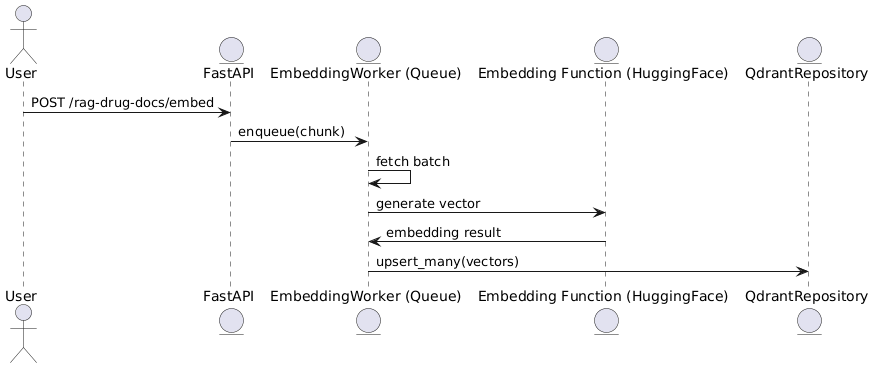 User
FastAPI
EmbeddingWorker (Queue)
Embedding Function (HuggingFace)
QdrantRepository
POST /rag-drug-docs/embed
enqueue(chunk)
fetch batch
generate vector
embedding result
upsert_many(vectors)
User
FastAPI
EmbeddingWorker (Queue)
Embedding Function (HuggingFace)
QdrantRepository